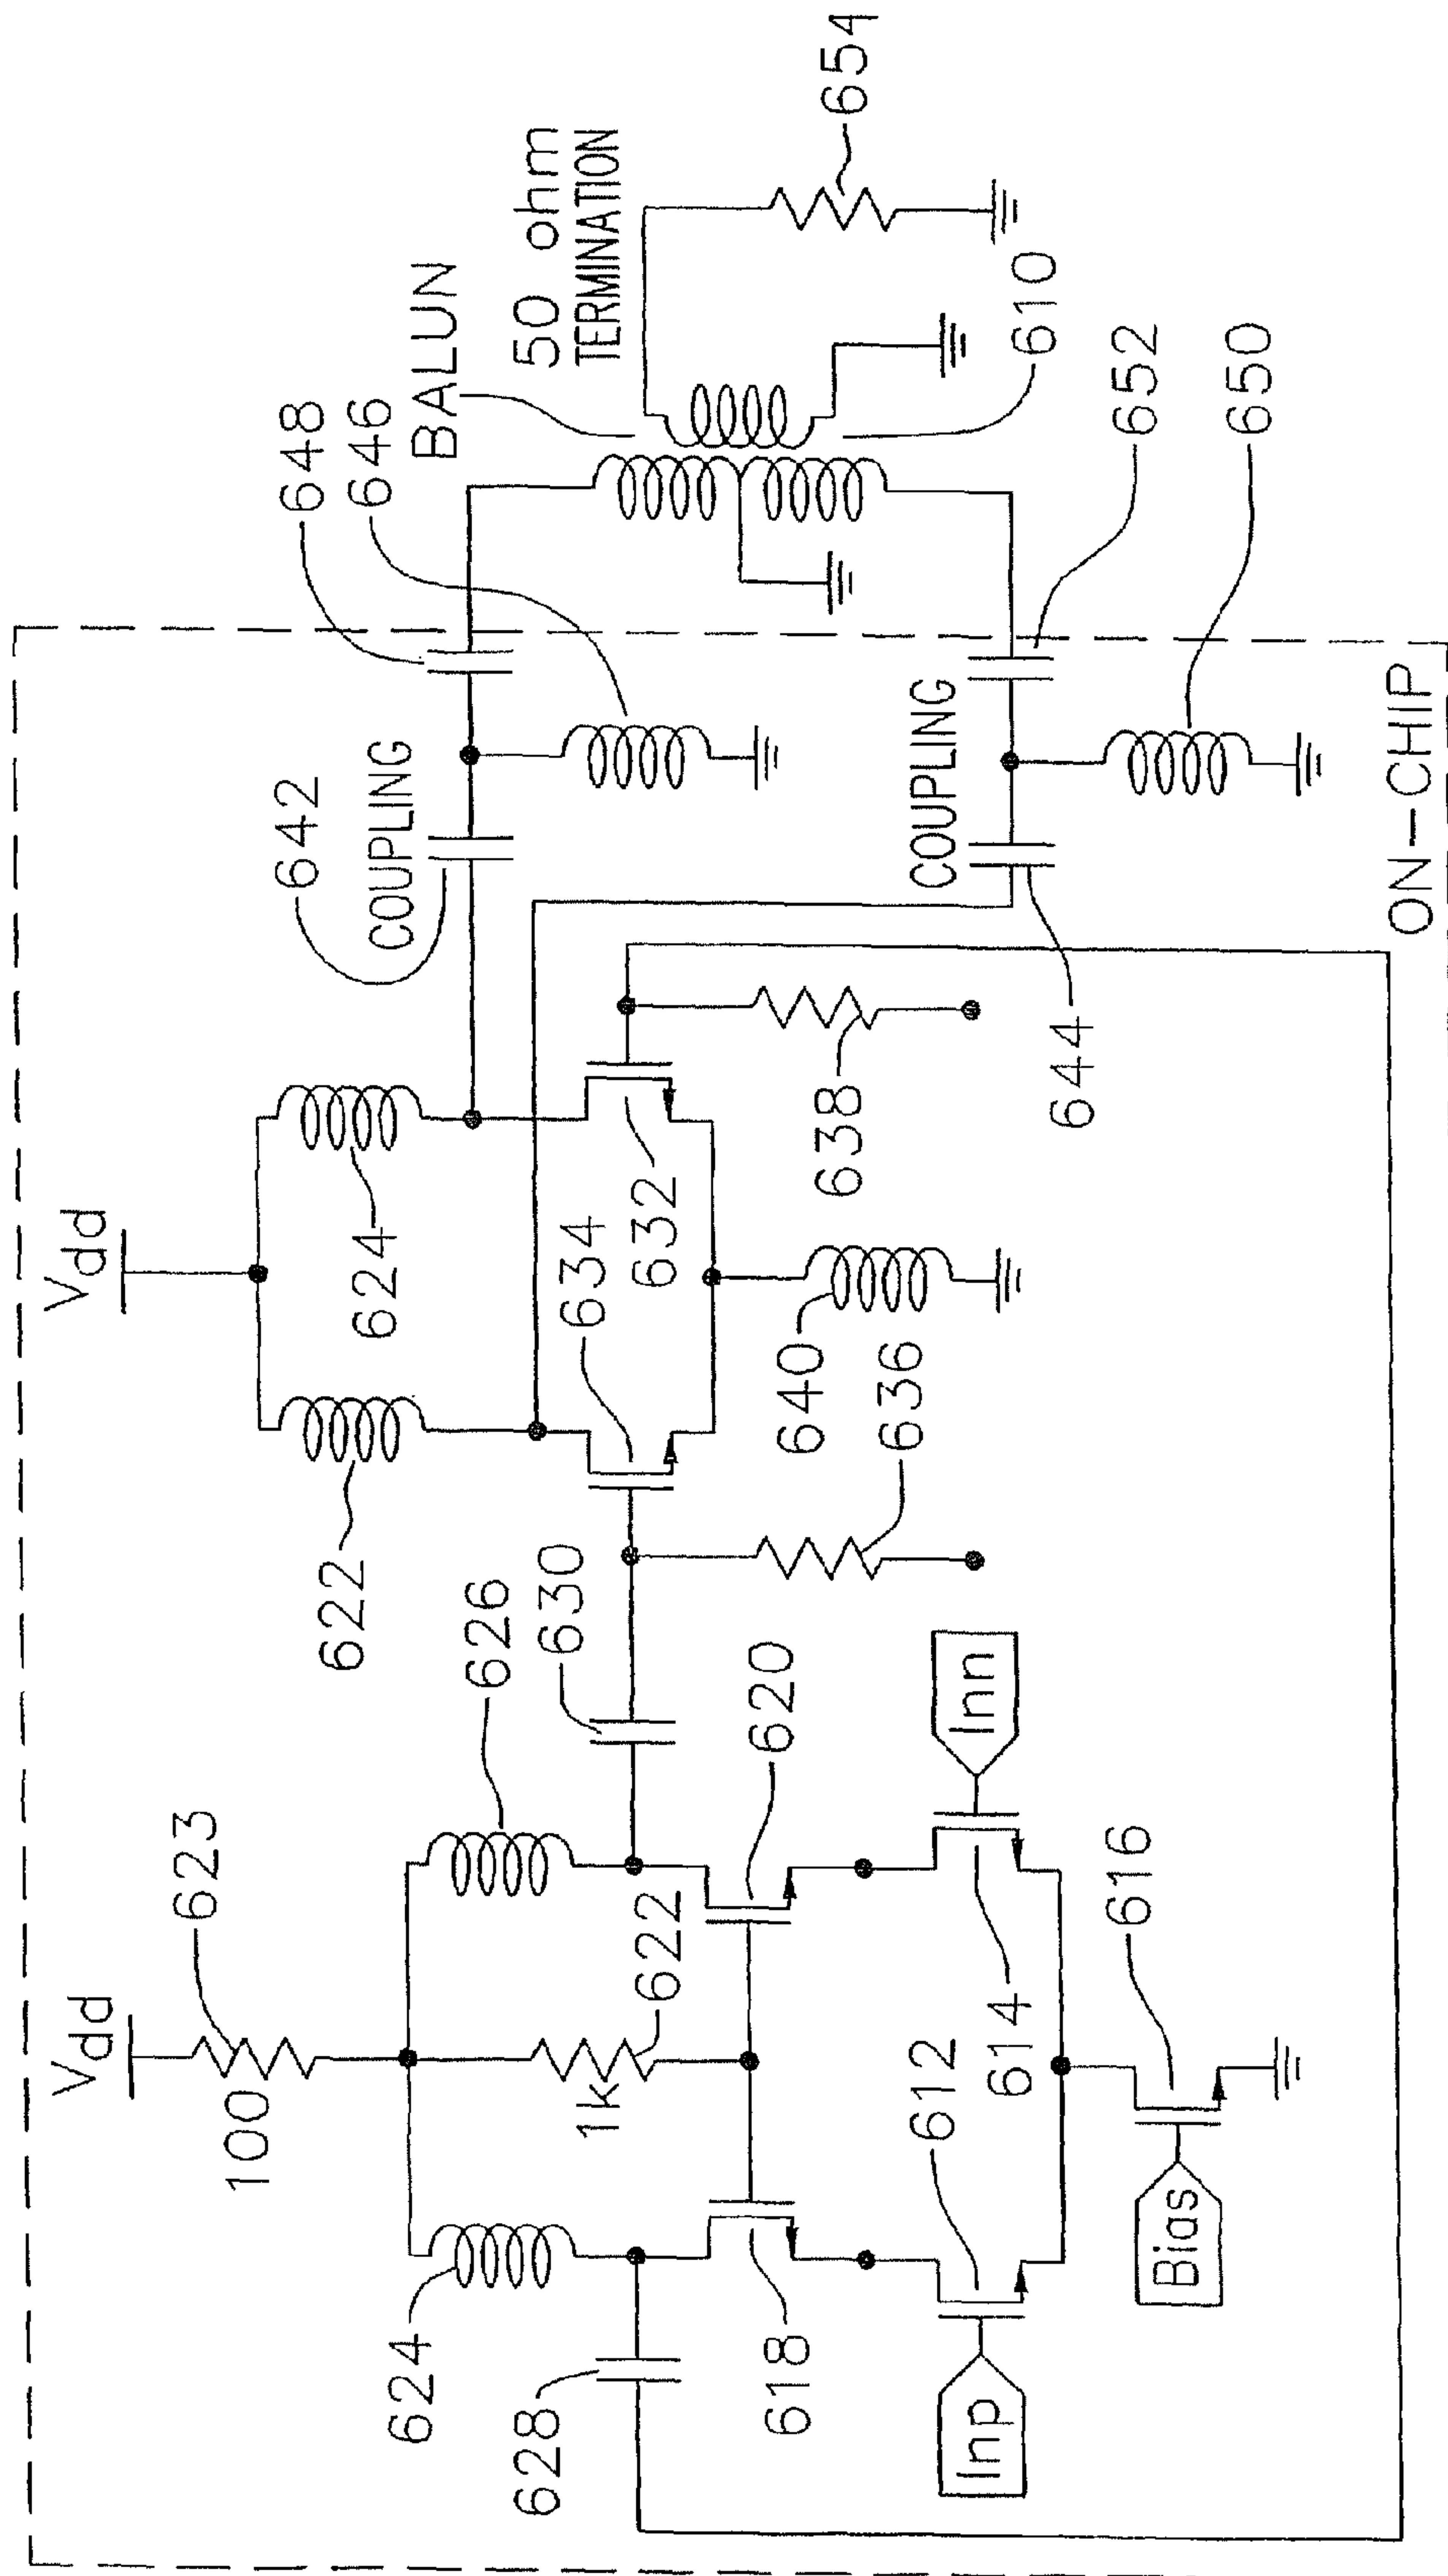 Vdd
623
100
624
626
1k
622
628
618
620
630
612
614
Inp
Inn
616
Bias
Vdd
622
624
634
632
636
638
640
642
COUPLING
648
646
COUPLING
644
652
650
BALUN
50 ohm
TERMINATION
610
654
ON-CHIP